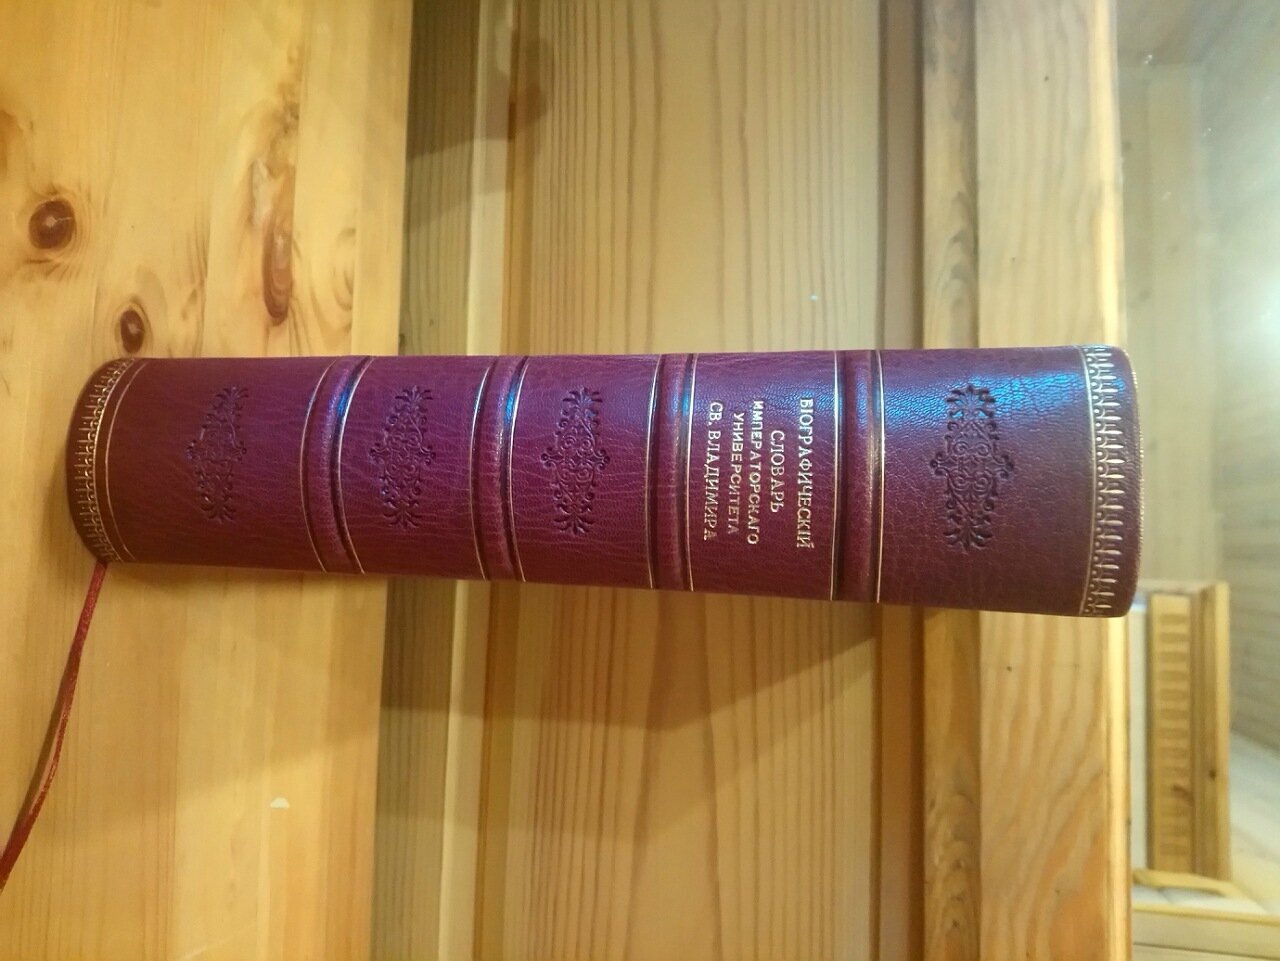 БІОГРАФИЧЕСКІЙ
СЛОВАРЬ
ИМПЕРАТОРСКАГО
УНИВЕРСИТЕТА
СВ. ВЛАДИМИРА